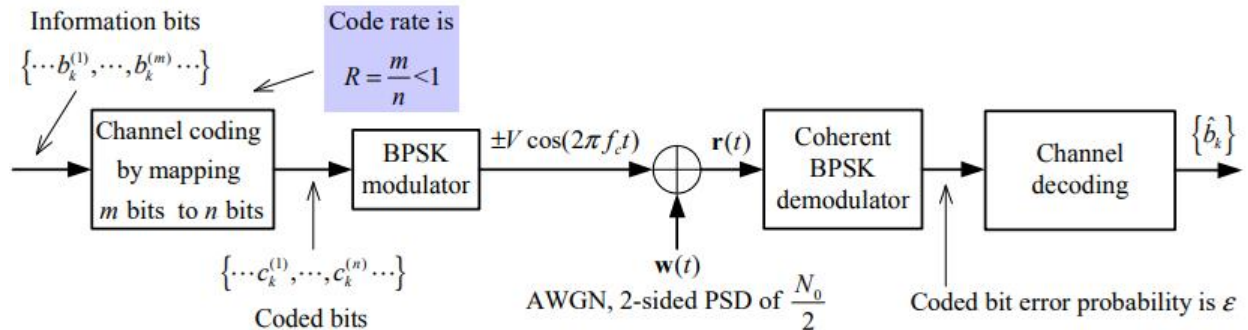 Information bits
{⋯b_k^(1),⋯,b_k^(m)⋯}
Code rate is
R = m/n <1
Channel coding
by mapping
m bits to n bits
BPSK
modulator
±V cos(2π f_c t)
r(t)
Coherent
BPSK
demodulator
Channel
decoding
{b̂_k}
{⋯c_k^(1),⋯,c_k^(n)⋯}
Coded bits
w(t)
AWGN, 2-sided PSD of N_0/2
Coded bit error probability is ε